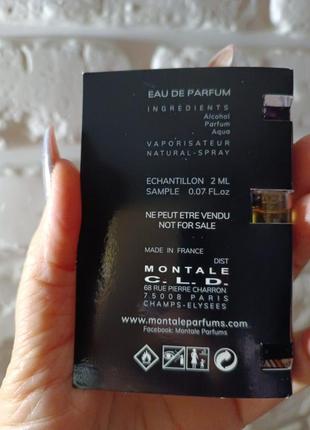 EAU DE PARFUM
INGREDIENTS
Alcohol
Parfum
Aqua
VAPORISATEUR
NATURAL-SPRAY
ECHANTILLON 2 ML
SAMPLE 0.07 FL.oz
NE PEUT ETRE VENDU
NOT FOR SALE
MADE IN FRANCE
DIST
MONTALE
C.L.D.
68 RUE PIERRE CHARRON
75008 PARIS
CHAMPS-ELYSEES
www.montaleparfums.com
Facebook: Montale Parfums